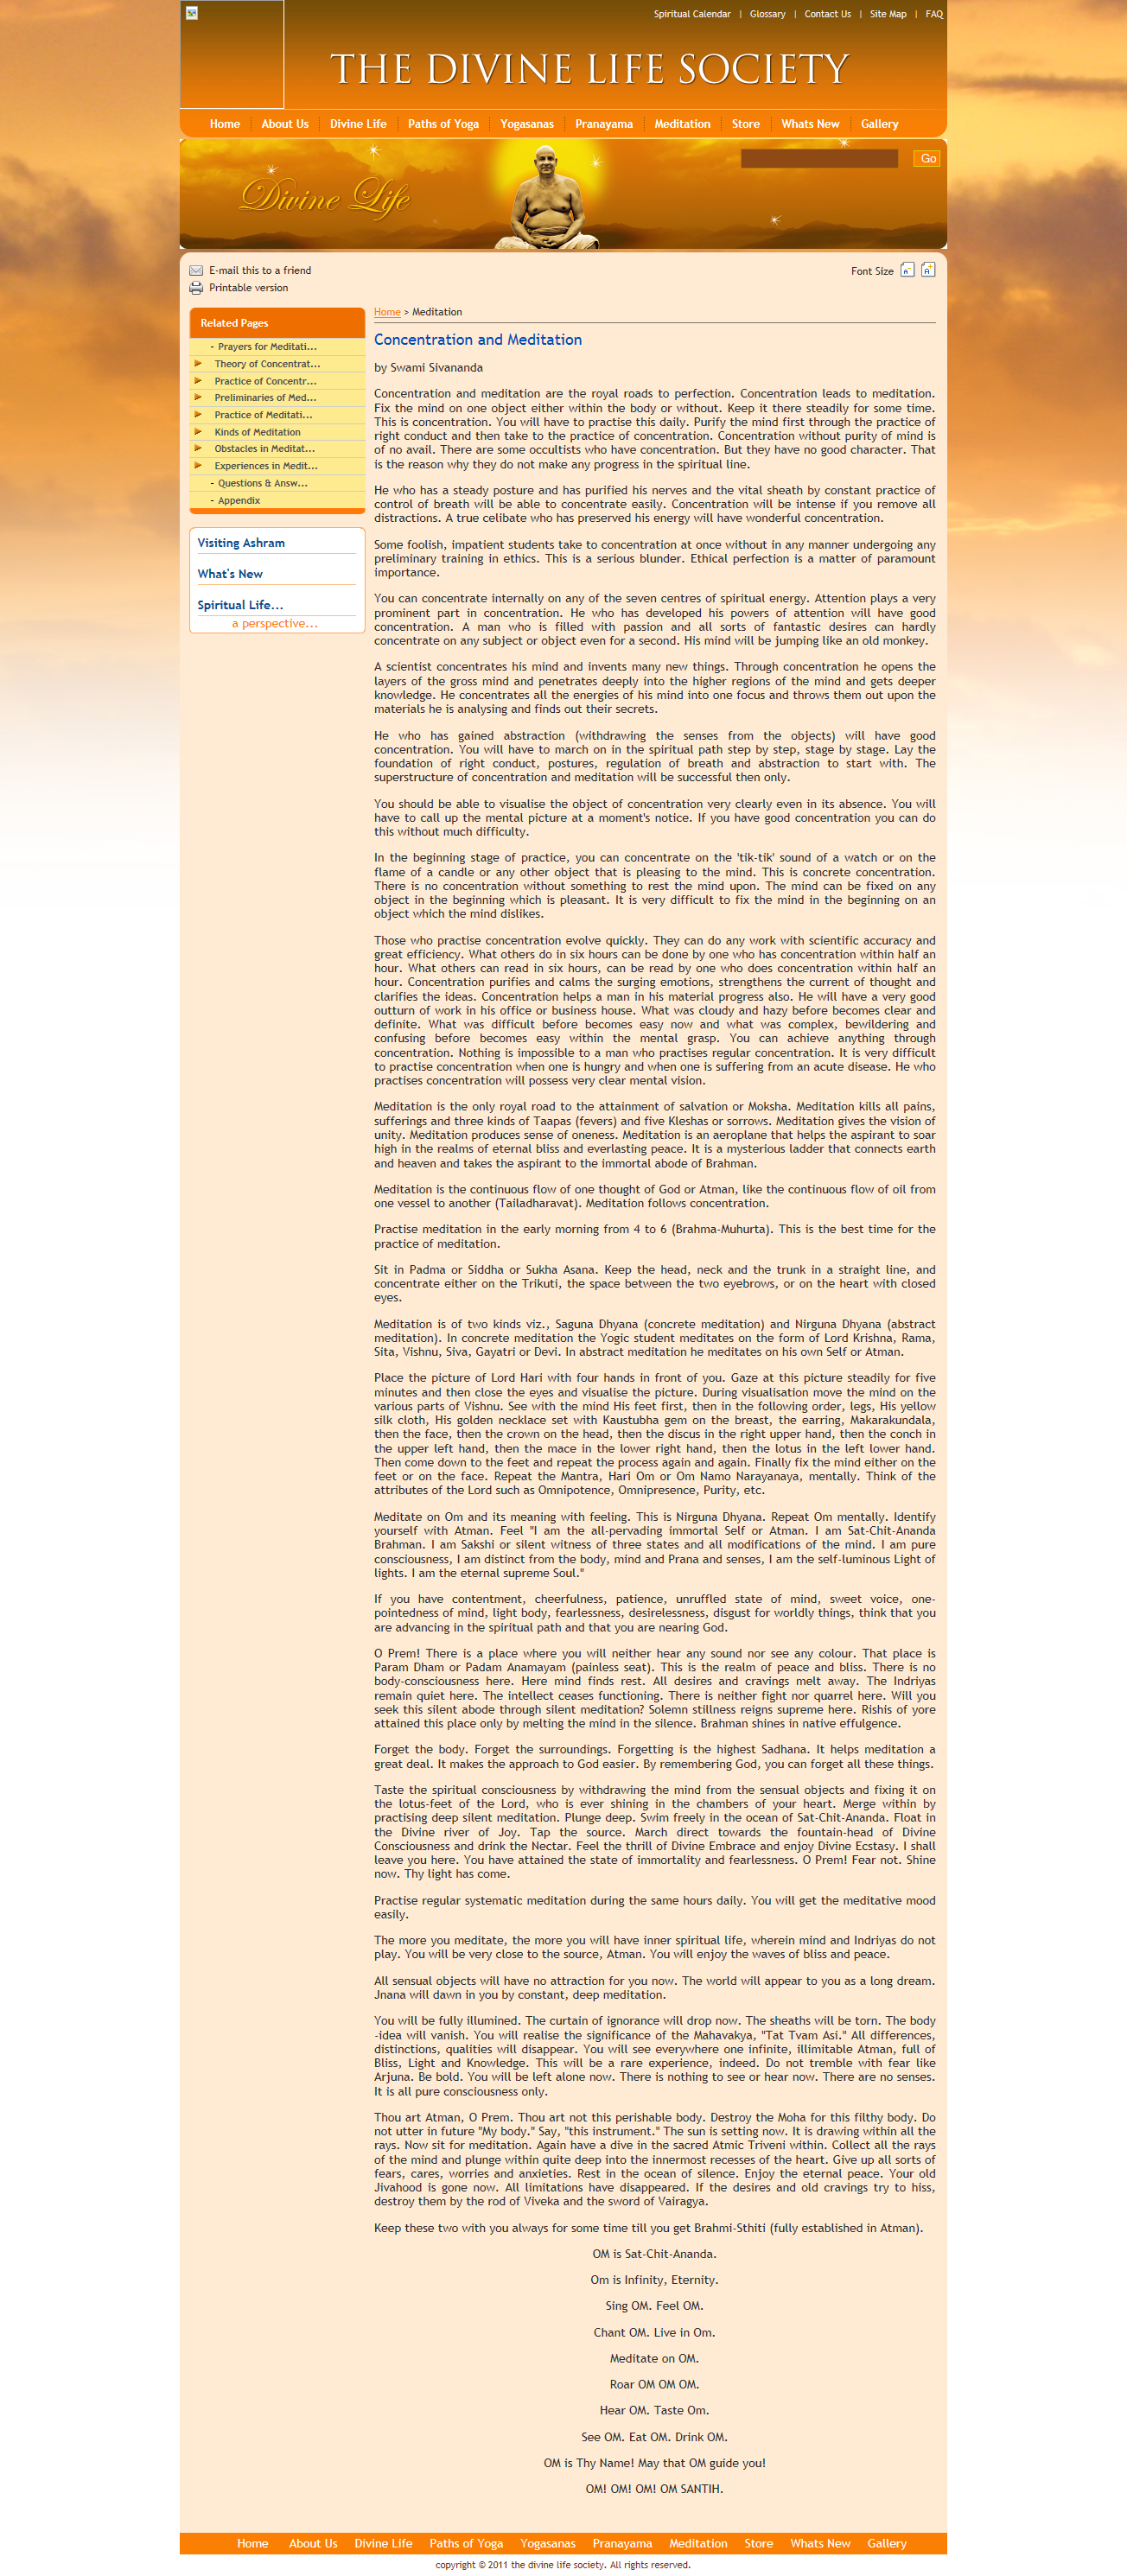 Spiritual Calendar | Glossary | Contact Us | Site Map | FAQ
THE DIVINE LIFE SOCIETY
Home About Us Divine Life Paths of Yoga Yogasanas Pranayama Meditation Store Whats New Gallery
Divine Life
Go
E-mail this to a friend
Printable version
Font Size
Related Pages
- Prayers for Meditati...
Theory of Concentrat...
Practice of Concentr...
Preliminaries of Med...
Practice of Meditati...
Kinds of Meditation
Obstacles in Meditat...
Experiences in Medit...
- Questions & Answ...
- Appendix
Visiting Ashram
What's New
Spiritual Life...
a perspective...
Home > Meditation
Concentration and Meditation
by Swami Sivananda
Concentration and meditation are the royal roads to perfection. Concentration leads to meditation.
Fix the mind on one object either within the body or without. Keep it there steadily for some time.
This is concentration. You will have to practise this daily. Purify the mind first through the practice of
right conduct and then take to the practice of concentration. Concentration without purity of mind is
of no avail. There are some occultists who have concentration. But they have no good character. That
is the reason why they do not make any progress in the spiritual line.
He who has a steady posture and has purified his nerves and the vital sheath by constant practice of
control of breath will be able to concentrate easily. Concentration will be intense if you remove all
distractions. A true celibate who has preserved his energy will have wonderful concentration.
Some foolish, impatient students take to concentration at once without in any manner undergoing any
preliminary training in ethics. This is a serious blunder. Ethical perfection is a matter of paramount
importance.
You can concentrate internally on any of the seven centres of spiritual energy. Attention plays a very
prominent part in concentration. He who has developed his powers of attention will have good
concentration. A man who is filled with passion and all sorts of fantastic desires can hardly
concentrate on any subject or object even for a second. His mind will be jumping like an old monkey.
A scientist concentrates his mind and invents many new things. Through concentration he opens the
layers of the gross mind and penetrates deeply into the higher regions of the mind and gets deeper
knowledge. He concentrates all the energies of his mind into one focus and throws them out upon the
materials he is analysing and finds out their secrets.
He who has gained abstraction (withdrawing the senses from the objects) will have good
concentration. You will have to march on in the spiritual path step by step, stage by stage. Lay the
foundation of right conduct, postures, regulation of breath and abstraction to start with. The
superstructure of concentration and meditation will be successful then only.
You should be able to visualise the object of concentration very clearly even in its absence. You will
have to call up the mental picture at a moment's notice. If you have good concentration you can do
this without much difficulty.
In the beginning stage of practice, you can concentrate on the 'tik-tik' sound of a watch or on the
flame of a candle or any other object that is pleasing to the mind. This is concrete concentration.
There is no concentration without something to rest the mind upon. The mind can be fixed on any
object in the beginning which is pleasant. It is very difficult to fix the mind in the beginning on an
object which the mind dislikes.
Those who practise concentration evolve quickly. They can do any work with scientific accuracy and
great efficiency. What others do in six hours can be done by one who has concentration within half an
hour. What others can read in six hours, can be read by one who does concentration within half an
hour. Concentration purifies and calms the surging emotions, strengthens the current of thought and
clarifies the ideas. Concentration helps a man in his material progress also. He will have a very good
outturn of work in his office or business house. What was cloudy and hazy before becomes clear and
definite. What was difficult before becomes easy now and what was complex, bewildering and
confusing before becomes easy within the mental grasp. You can achieve anything through
concentration. Nothing is impossible to a man who practises regular concentration. It is very difficult
to practise concentration when one is hungry and when one is suffering from an acute disease. He who
practises concentration will possess very clear mental vision.
Meditation is the only royal road to the attainment of salvation or Moksha. Meditation kills all pains,
sufferings and three kinds of Taapas (fevers) and five Kleshas or sorrows. Meditation gives the vision of
unity. Meditation produces sense of oneness. Meditation is an aeroplane that helps the aspirant to soar
high in the realms of eternal bliss and everlasting peace. It is a mysterious ladder that connects earth
and heaven and takes the aspirant to the immortal abode of Brahman.
Meditation is the continuous flow of one thought of God or Atman, like the continuous flow of oil from
one vessel to another (Tailadharavat). Meditation follows concentration.
Practise meditation in the early morning from 4 to 6 (Brahma-Muhurta). This is the best time for the
practice of meditation.
Sit in Padma or Siddha or Sukha Asana. Keep the head, neck and the trunk in a straight line, and
concentrate either on the Trikuti, the space between the two eyebrows, or on the heart with closed
eyes.
Meditation is of two kinds viz., Saguna Dhyana (concrete meditation) and Nirguna Dhyana (abstract
meditation). In concrete meditation the Yogic student meditates on the form of Lord Krishna, Rama,
Sita, Vishnu, Siva, Gayatri or Devi. In abstract meditation he meditates on his own Self or Atman.
Place the picture of Lord Hari with four hands in front of you. Gaze at this picture steadily for five
minutes and then close the eyes and visualise the picture. During visualisation move the mind on the
various parts of Vishnu. See with the mind His feet first, then in the following order, legs, His yellow
silk cloth, His golden necklace set with Kaustubha gem on the breast, the earring, Makarakundala,
then the face, then the crown on the head, then the discus in the right upper hand, then the conch in
the upper left hand, then the mace in the lower right hand, then the lotus in the left lower hand.
Then come down to the feet and repeat the process again and again. Finally fix the mind either on the
feet or on the face. Repeat the Mantra, Hari Om or Om Namo Narayanaya, mentally. Think of the
attributes of the Lord such as Omnipotence, Omnipresence, Purity, etc.
Meditate on Om and its meaning with feeling. This is Nirguna Dhyana. Repeat Om mentally. Identify
yourself with Atman. Feel "I am the all-pervading immortal Self or Atman. I am Sat-Chit-Ananda
Brahman. I am Sakshi or silent witness of three states and all modifications of the mind. I am pure
consciousness, I am distinct from the body, mind and Prana and senses, I am the self-luminous Light of
lights. I am the eternal supreme Soul."
If you have contentment, cheerfulness, patience, unruffled state of mind, sweet voice, one-
pointedness of mind, light body, fearlessness, desirelessness, disgust for worldly things, think that you
are advancing in the spiritual path and that you are nearing God.
O Prem! There is a place where you will neither hear any sound nor see any colour. That place is
Param Dham or Padam Anamayam (painless seat). This is the realm of peace and bliss. There is no
body-consciousness here. Here mind finds rest. All desires and cravings melt away. The Indriyas
remain quiet here. The intellect ceases functioning. There is neither fight nor quarrel here. Will you
seek this silent abode through silent meditation? Solemn stillness reigns supreme here. Rishis of yore
attained this place only by melting the mind in the silence. Brahman shines in native effulgence.
Forget the body. Forget the surroundings. Forgetting is the highest Sadhana. It helps meditation a
great deal. It makes the approach to God easier. By remembering God, you can forget all these things.
Taste the spiritual consciousness by withdrawing the mind from the sensual objects and fixing it on
the lotus-feet of the Lord, who is ever shining in the chambers of your heart. Merge within by
practising deep silent meditation. Plunge deep. Swim freely in the ocean of Sat-Chit-Ananda. Float in
the Divine river of Joy. Tap the source. March direct towards the fountain-head of Divine
Consciousness and drink the Nectar. Feel the thrill of Divine Embrace and enjoy Divine Ecstasy. I shall
leave you here. You have attained the state of immortality and fearlessness. O Prem! Fear not. Shine
now. Thy light has come.
Practise regular systematic meditation during the same hours daily. You will get the meditative mood
easily.
The more you meditate, the more you will have inner spiritual life, wherein mind and Indriyas do not
play. You will be very close to the source, Atman. You will enjoy the waves of bliss and peace.
All sensual objects will have no attraction for you now. The world will appear to you as a long dream.
Jnana will dawn in you by constant, deep meditation.
You will be fully illumined. The curtain of ignorance will drop now. The sheaths will be torn. The body
-idea will vanish. You will realise the significance of the Mahavakya, "Tat Tvam Asi." All differences,
distinctions, qualities will disappear. You will see everywhere one infinite, illimitable Atman, full of
Bliss, Light and Knowledge. This will be a rare experience, indeed. Do not tremble with fear like
Arjuna. Be bold. You will be left alone now. There is nothing to see or hear now. There are no senses.
It is all pure consciousness only.
Thou art Atman, O Prem. Thou art not this perishable body. Destroy the Moha for this filthy body. Do
not utter in future "My body." Say, "this instrument." The sun is setting now. It is drawing within all the
rays. Now sit for meditation. Again have a dive in the sacred Atmic Triveni within. Collect all the rays
of the mind and plunge within quite deep into the innermost recesses of the heart. Give up all sorts of
fears, cares, worries and anxieties. Rest in the ocean of silence. Enjoy the eternal peace. Your old
Jivahood is gone now. All limitations have disappeared. If the desires and old cravings try to hiss,
destroy them by the rod of Viveka and the sword of Vairagya.
Keep these two with you always for some time till you get Brahmi-Sthiti (fully established in Atman).
OM is Sat-Chit-Ananda.
Om is Infinity, Eternity.
Sing OM. Feel OM.
Chant OM. Live in Om.
Meditate on OM.
Roar OM OM OM.
Hear OM. Taste Om.
See OM. Eat OM. Drink OM.
OM is Thy Name! May that OM guide you!
OM! OM! OM! OM SANTIH.
Home About Us Divine Life Paths of Yoga Yogasanas Pranayama Meditation Store Whats New Gallery
copyright © 2011 the divine life society. All rights reserved.